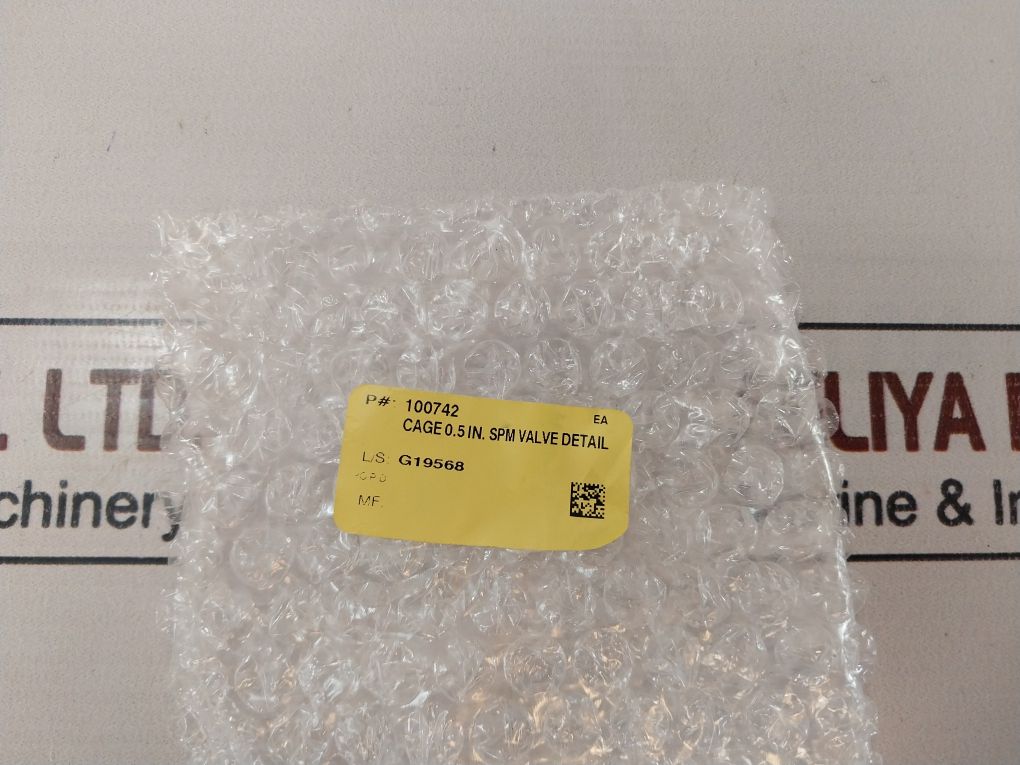 P#: 100742 EA
CAGE 0.5 IN. SPM VALVE DETAIL
L/S: G19568
MF:
LTD
LIYA
chinery
ine & In